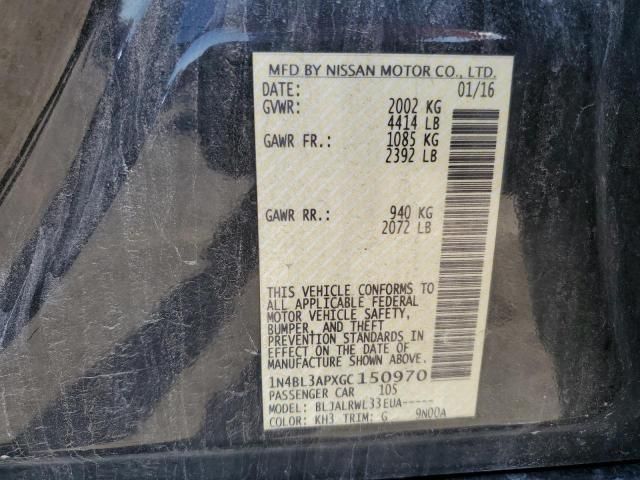 MFD BY NISSAN MOTOR CO., LTD.
DATE: 01/16
GVWR: 2002 KG
4414 LB
GAWR FR.: 1085 KG
2392 LB
GAWR RR.: 940 KG
2072 LB
THIS VEHICLE CONFORMS TO
ALL APPLICABLE FEDERAL
MOTOR VEHICLE SAFETY,
BUMPER, AND THEFT
PREVENTION STANDARDS IN
EFFECT ON THE DATE OF
MANUFACTURE SHOWN ABOVE.
1N4BL3APXGC150970
PASSENGER CAR 105
MODEL: BLJALRWL33EUA-----
COLOR: KH3 TRIM: G 9N00A